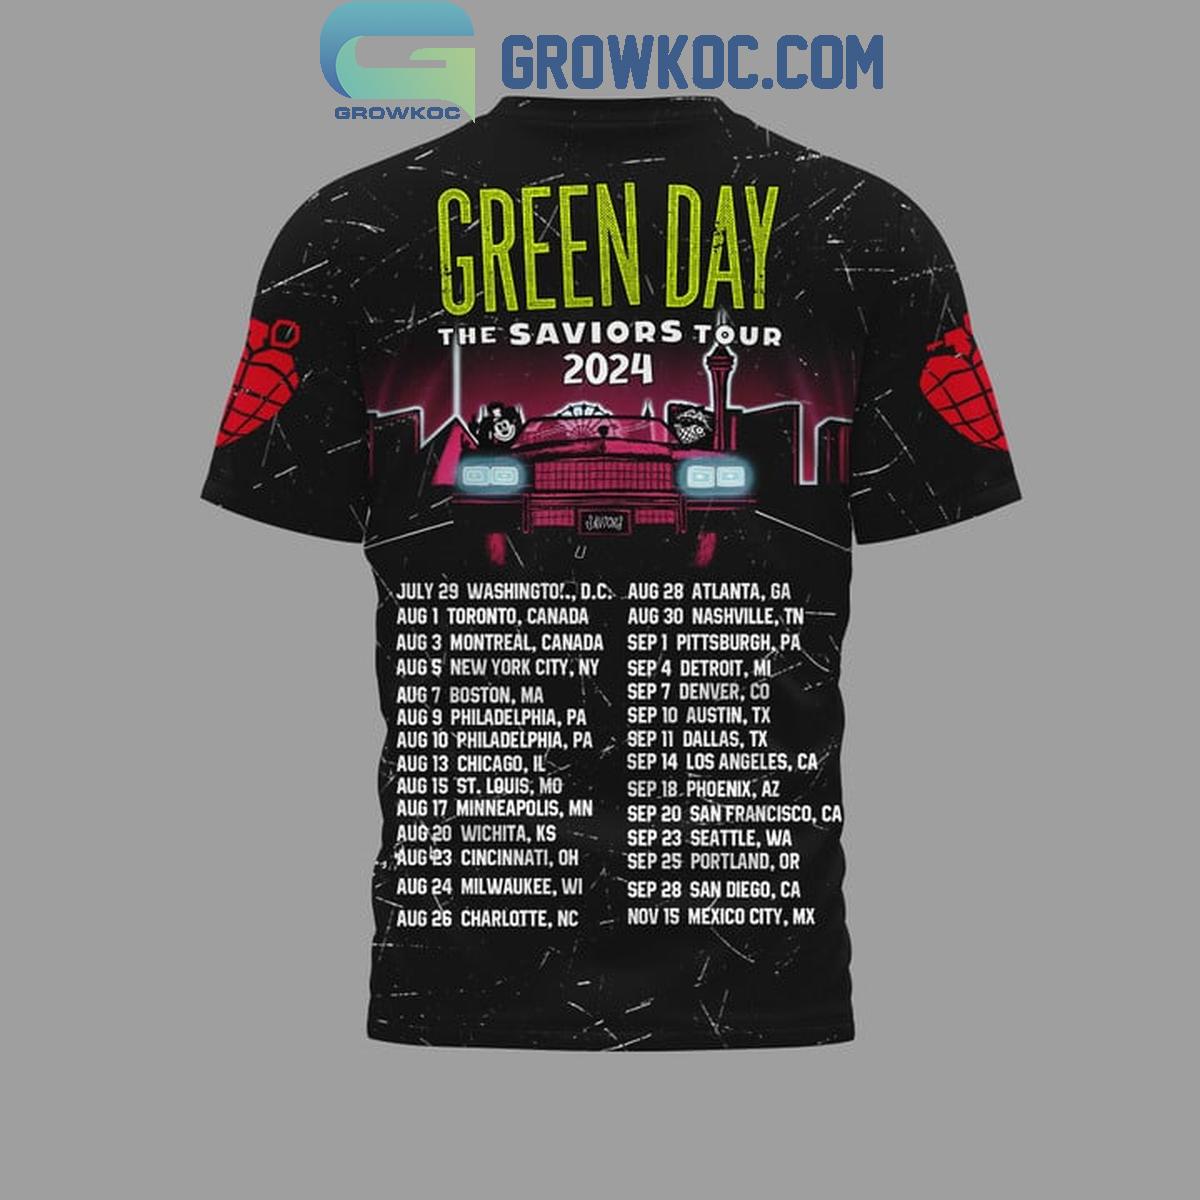 GROWKOC
GROWKOC.COM
GREEN DAY
THE SAVIORS TOUR
2024
SAVIORS
JULY 29 WASHINGTON, D.C.
AUG 1 TORONTO, CANADA
AUG 3 MONTREAL, CANADA
AUG 5 NEW YORK CITY, NY
AUG 7 BOSTON, MA
AUG 9 PHILADELPHIA, PA
AUG 10 PHILADELPHIA, PA
AUG 13 CHICAGO, IL
AUG 15 ST. LOUIS, MO
AUG 17 MINNEAPOLIS, MN
AUG 20 WICHITA, KS
AUG 23 CINCINNATI, OH
AUG 24 MILWAUKEE, WI
AUG 26 CHARLOTTE, NC
AUG 28 ATLANTA, GA
AUG 30 NASHVILLE, TN
SEP 1 PITTSBURGH, PA
SEP 4 DETROIT, MI
SEP 7 DENVER, CO
SEP 10 AUSTIN, TX
SEP 11 DALLAS, TX
SEP 14 LOS ANGELES, CA
SEP 18 PHOENIX, AZ
SEP 20 SAN FRANCISCO, CA
SEP 23 SEATTLE, WA
SEP 25 PORTLAND, OR
SEP 28 SAN DIEGO, CA
NOV 15 MEXICO CITY, MX